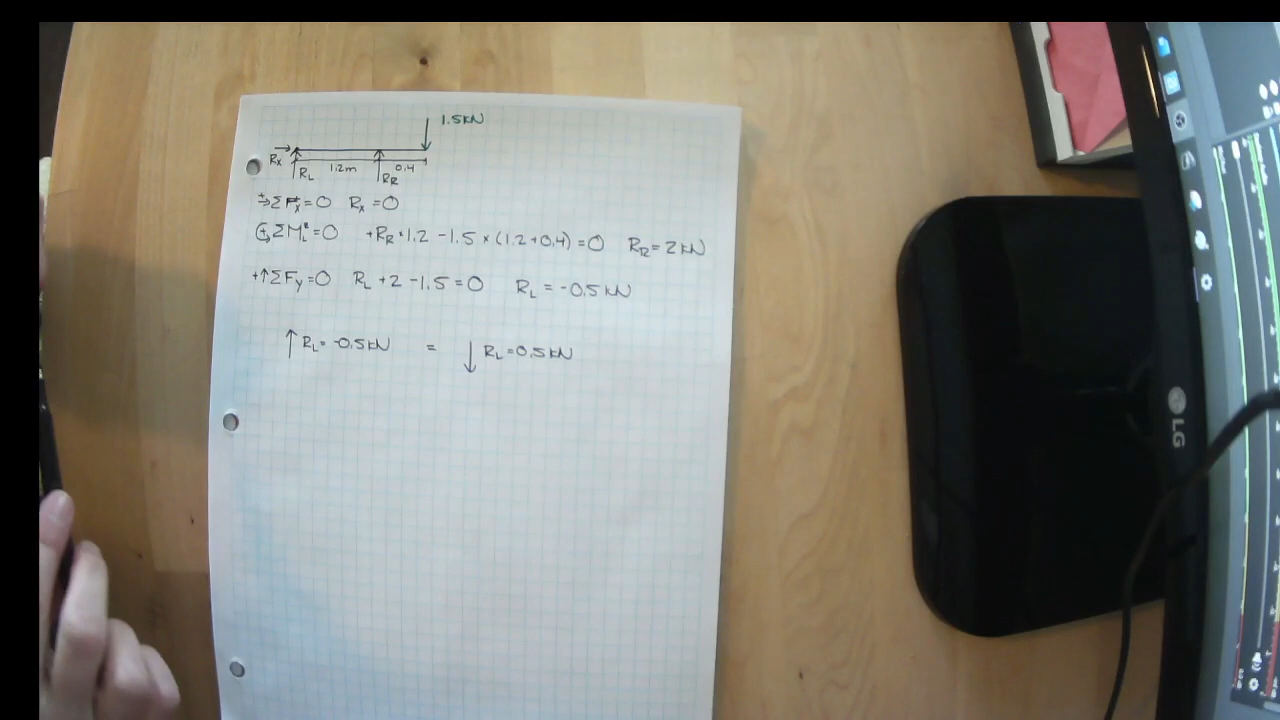 1.5kN
Rx
RL
1.2m
RR
0.4
+→ΣFx=0 Rx=0
ΣML=0 +RR·1.2 -1.5×(1.2+0.4)=0 RR=2kN
+↑ΣFy=0 RL+2-1.5=0 RL=-0.5kN
↑RL=-0.5kN = ↓RL=0.5kN
LG